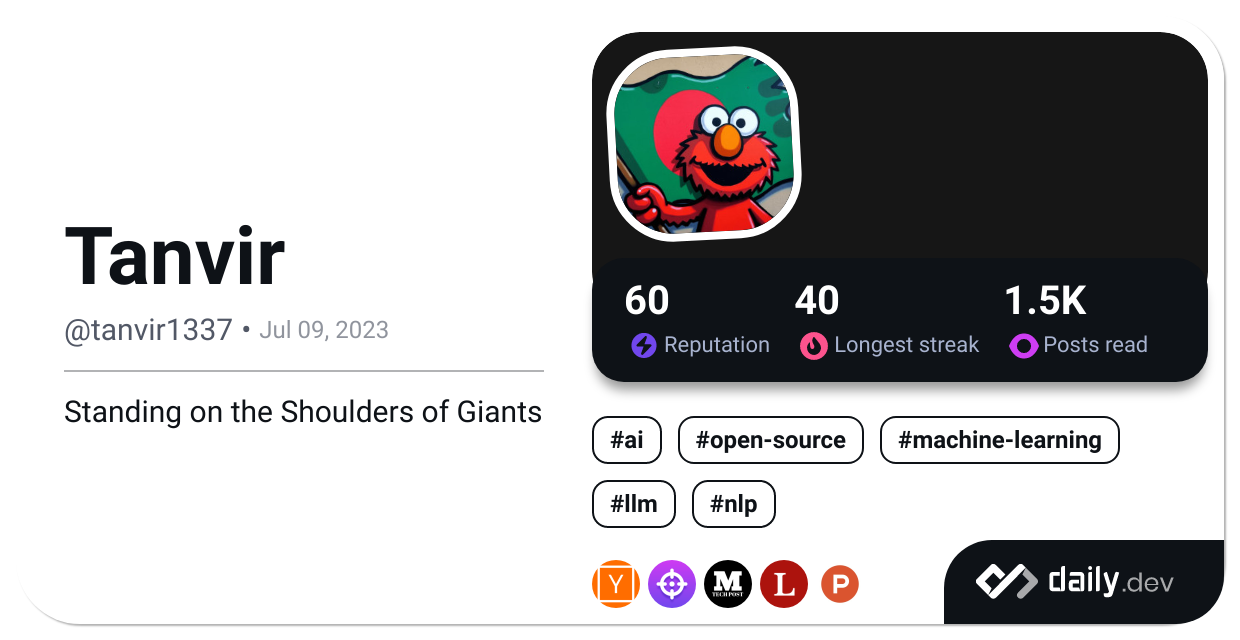 Tanvir
@tanvir1337 • Jul 09, 2023
Standing on the Shoulders of Giants
60 40 1.5K
Reputation Longest streak Posts read
#ai #open-source #machine-learning
#llm #nlp
Y M TECH POST L P
daily.dev